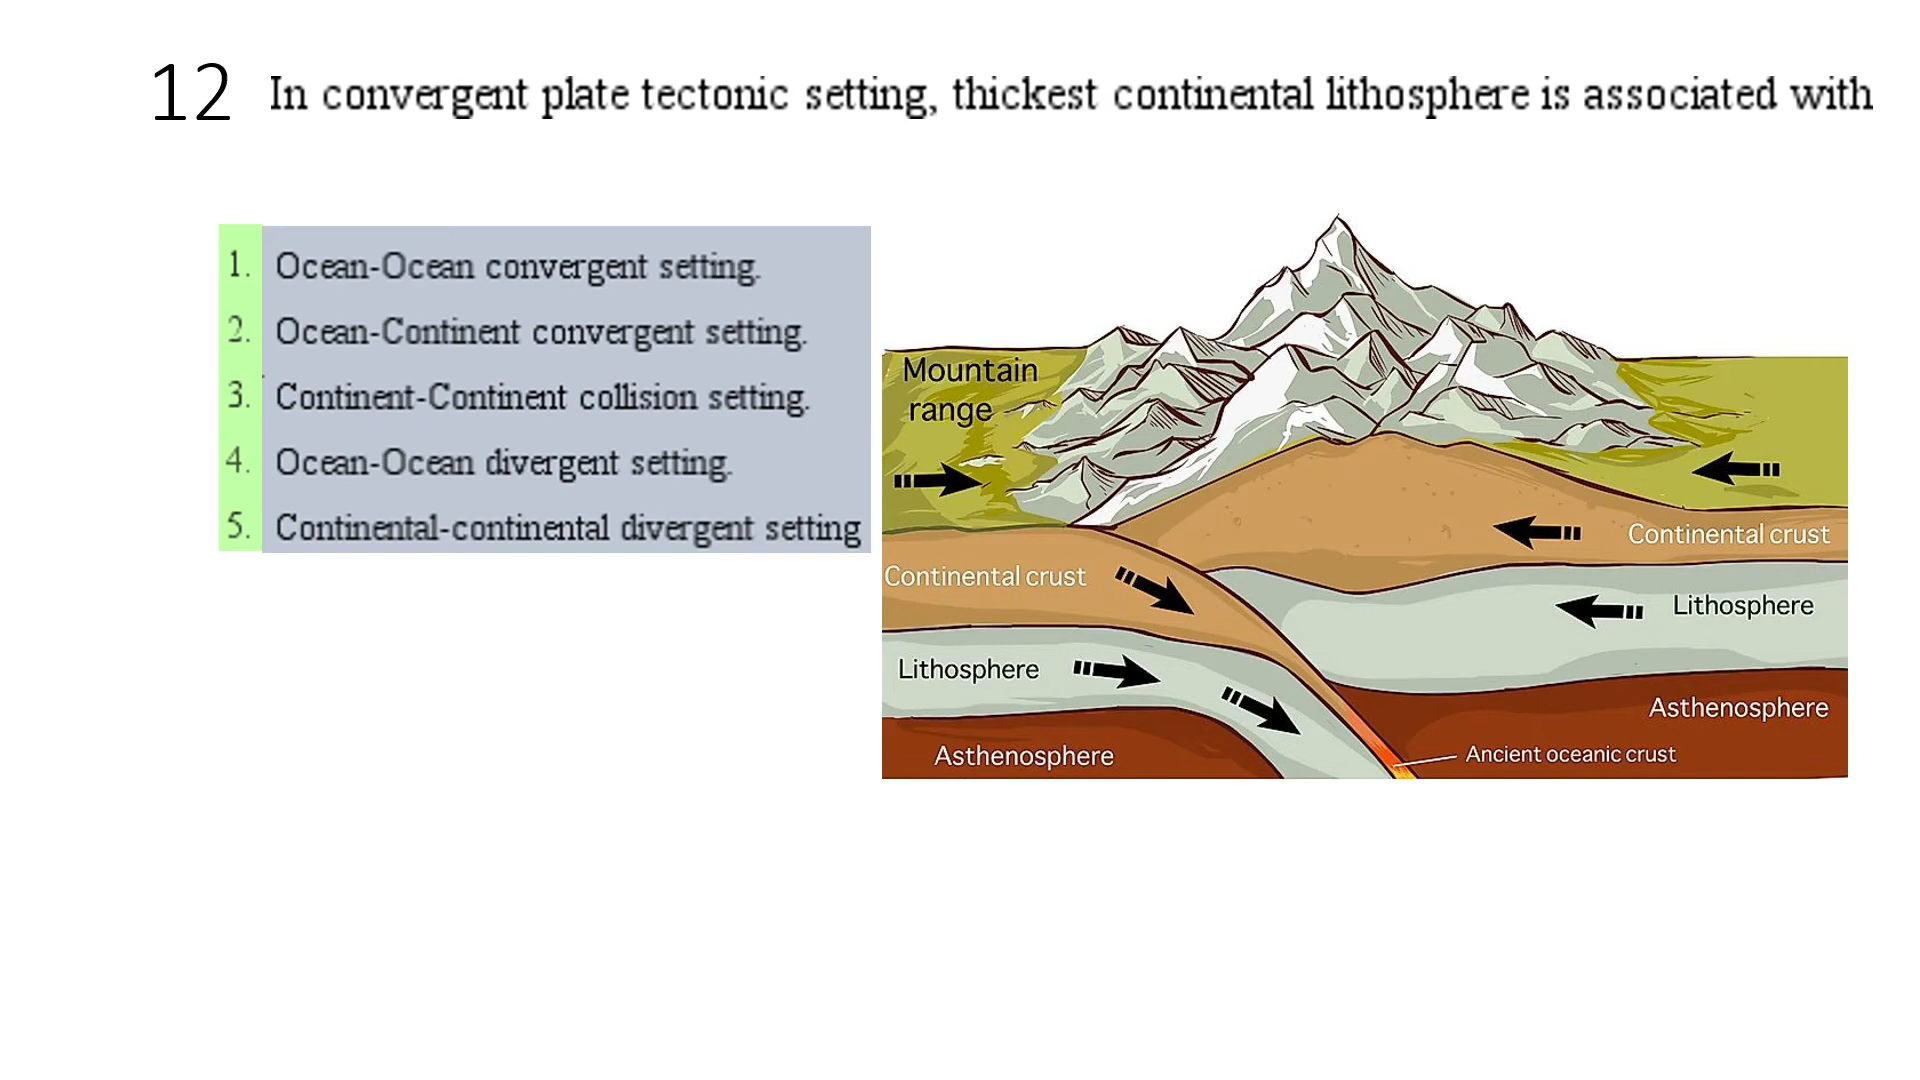 12 In convergent plate tectonic setting, thickest continental lithosphere is associated with
1. Ocean-Ocean convergent setting.
2. Ocean-Continent convergent setting.
3. Continent-Continent collision setting.
4. Ocean-Ocean divergent setting.
5. Continental-continental divergent setting
Mountain
range
Continental crust
Continental crust
Lithosphere
Lithosphere
Asthenosphere
Asthenosphere
Ancient oceanic crust